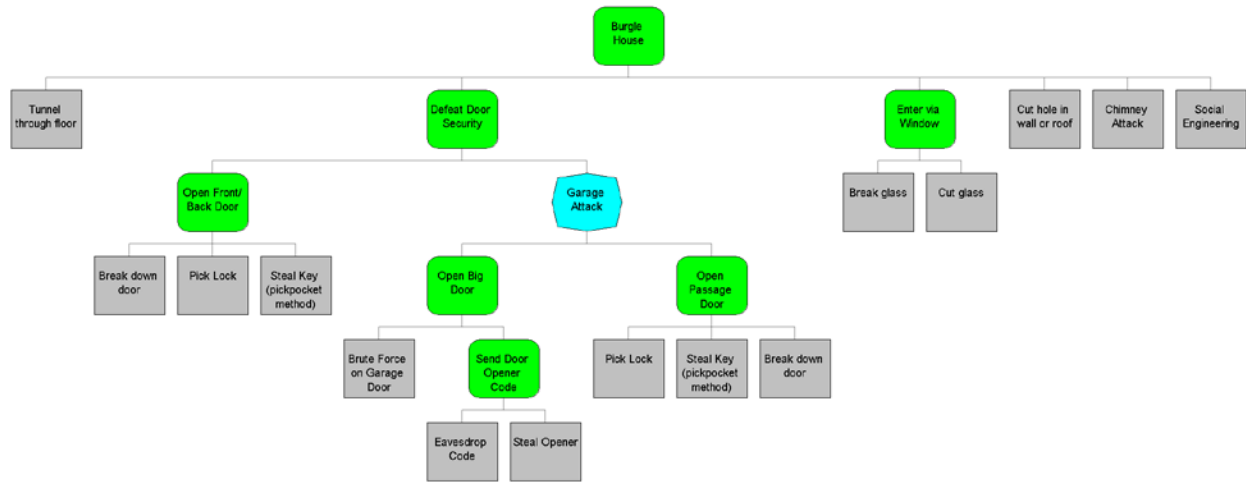 Burgle
House
Tunnel
through floor
Defeat Door
Security
Enter via
Window
Cut hole in
wall or roof
Chimney
Attack
Social
Engineering
Open Front/
Back Door
Garage
Attack
Break glass
Cut glass
Break down
door
Pick Lock
Steal Key
(pickpocket
method)
Open Big
Door
Open
Passage
Door
Brute Force
on Garage
Door
Send Door
Opener
Code
Pick Lock
Steal Key
(pickpocket
method)
Break down
door
Eavesdrop
Code
Steal Opener